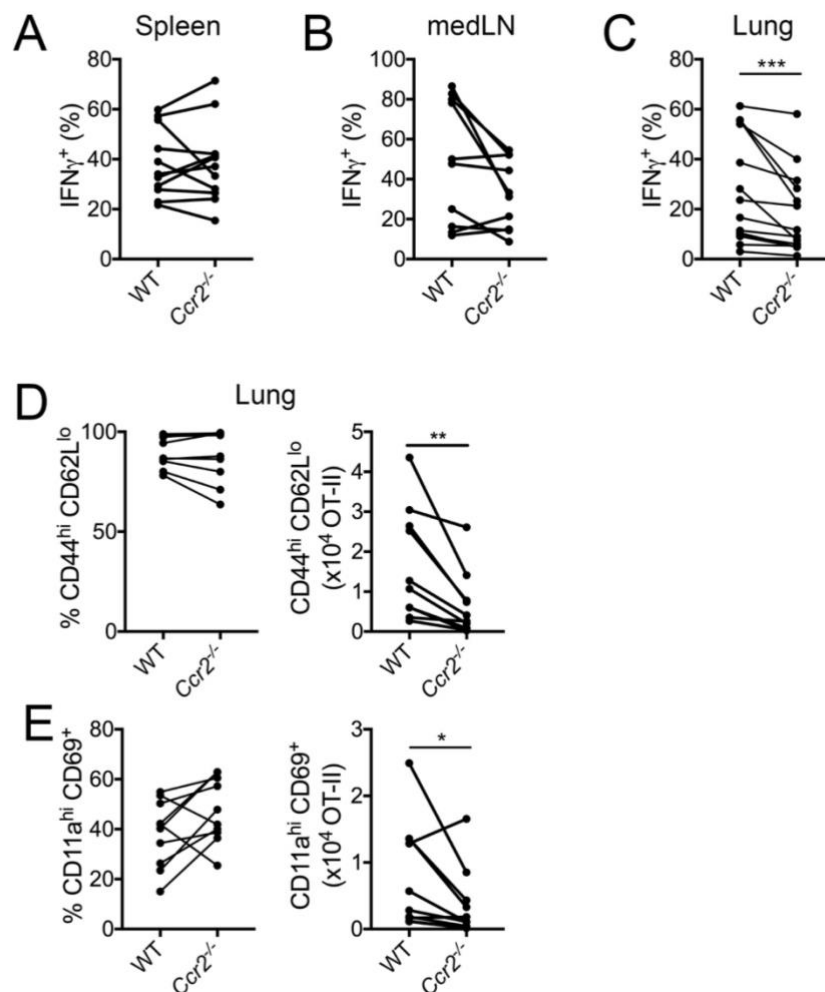 A
Spleen
IFNγ⁺ (%)
80
60
40
20
0
WT
Ccr2⁻/⁻
B
medLN
IFNγ⁺ (%)
100
80
60
40
20
0
WT
Ccr2⁻/⁻
C
Lung
IFNγ⁺ (%)
80
60
40
20
0
***
WT
Ccr2⁻/⁻
D
Lung
% CD44ʰⁱ CD62Lˡᵒ
100
50
0
WT
Ccr2⁻/⁻
CD44ʰⁱ CD62Lˡᵒ
(x10⁴ OT-II)
5
4
3
2
1
0
**
WT
Ccr2⁻/⁻
E
% CD11aʰⁱ CD69⁺
80
60
40
20
0
WT
Ccr2⁻/⁻
CD11aʰⁱ CD69⁺
(x10⁴ OT-II)
3
2
1
0
*
WT
Ccr2⁻/⁻